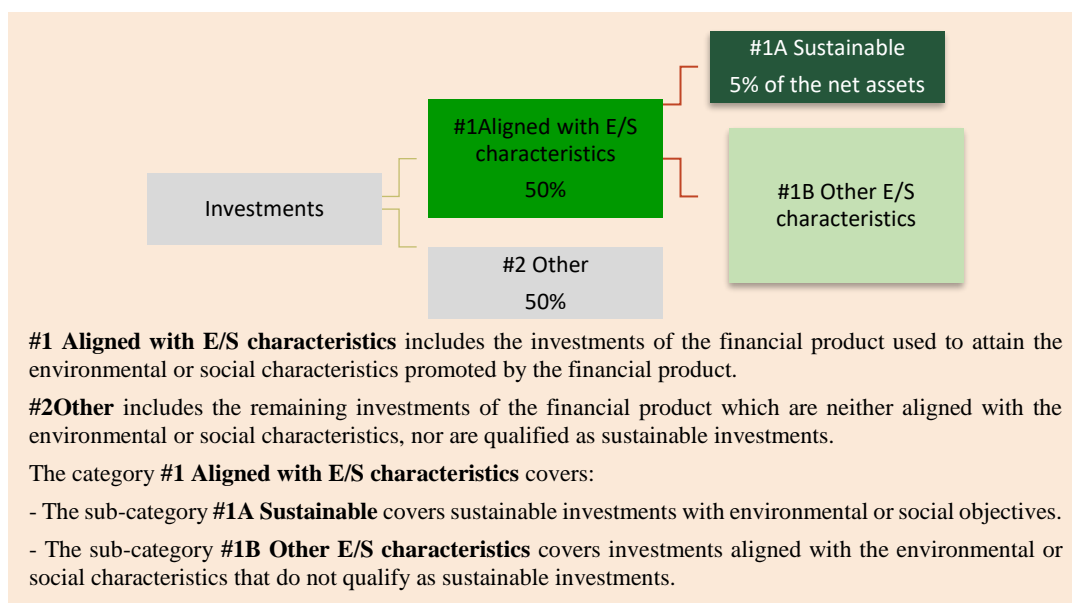 #1A Sustainable
5% of the net assets
#1Aligned with E/S
characteristics
50%
#1B Other E/S
characteristics
Investments
#2 Other
50%
#1 Aligned with E/S characteristics includes the investments of the financial product used to attain the
environmental or social characteristics promoted by the financial product.
#2Other includes the remaining investments of the financial product which are neither aligned with the
environmental or social characteristics, nor are qualified as sustainable investments.
The category #1 Aligned with E/S characteristics covers:
- The sub-category #1A Sustainable covers sustainable investments with environmental or social objectives.
- The sub-category #1B Other E/S characteristics covers investments aligned with the environmental or
social characteristics that do not qualify as sustainable investments.